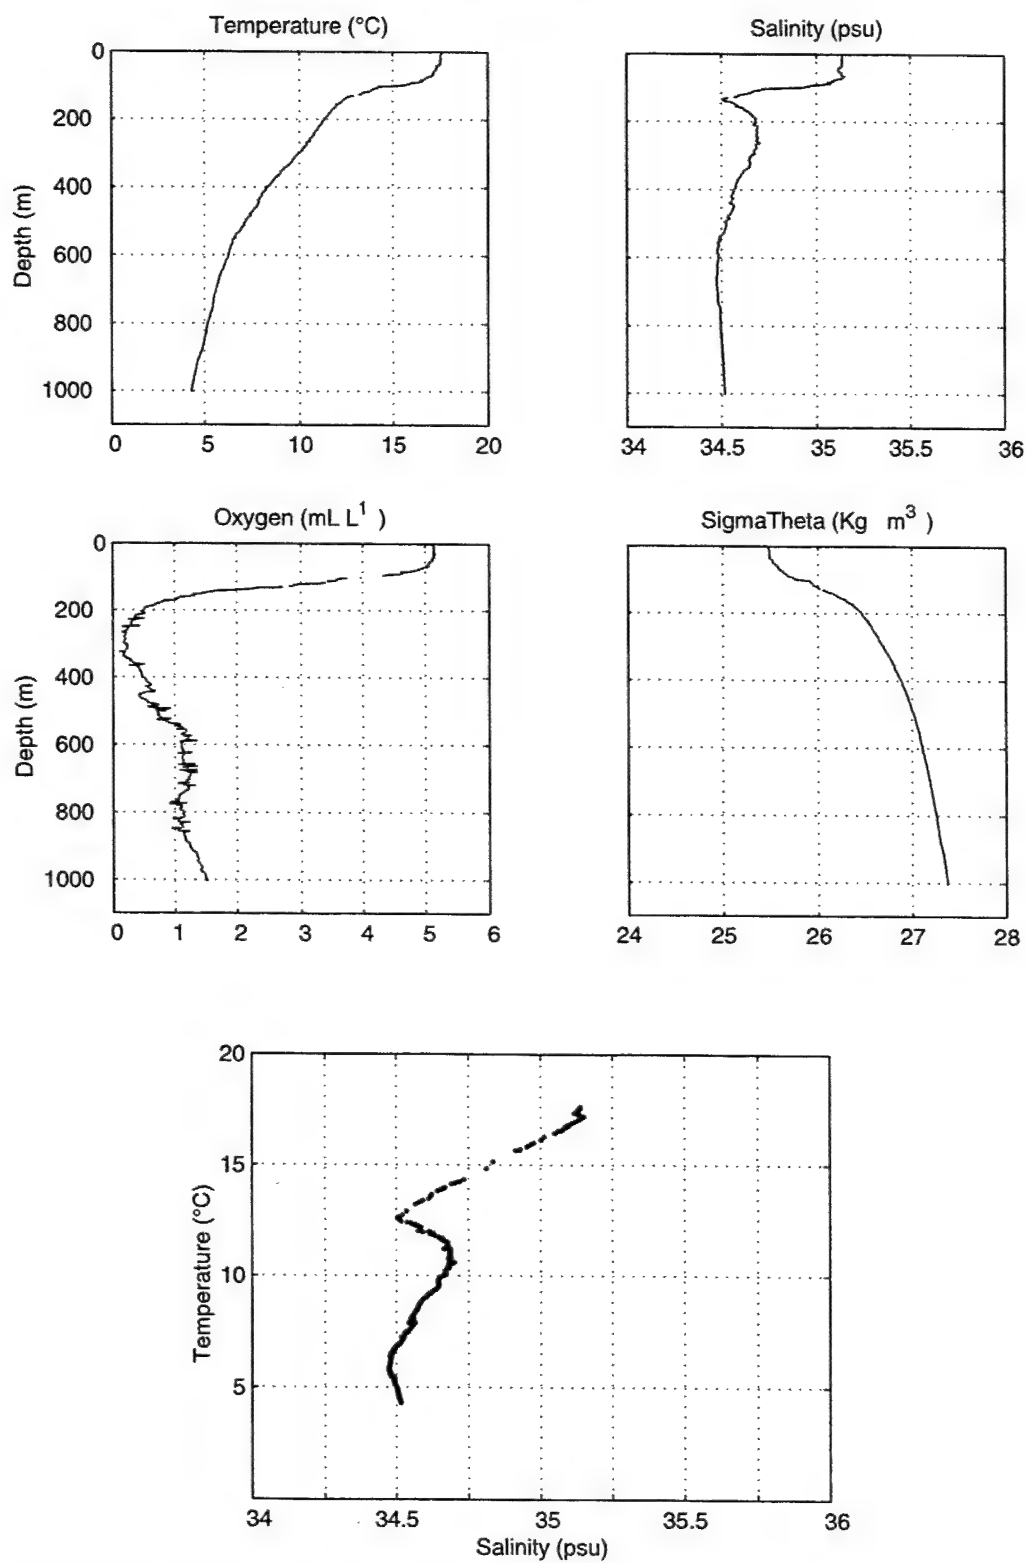 Temperature (°C)
Salinity (psu)
0
200
400
600
800
1000
Depth (m)
0 5 10 15 20
34 34.5 35 35.5 36
Oxygen (mL L1 )
SigmaTheta (Kg m3 )
0
200
400
600
800
1000
Depth (m)
0 1 2 3 4 5 6
24 25 26 27 28
20
15
10
5
Temperature (°C)
34 34.5 35 35.5 36
Salinity (psu)